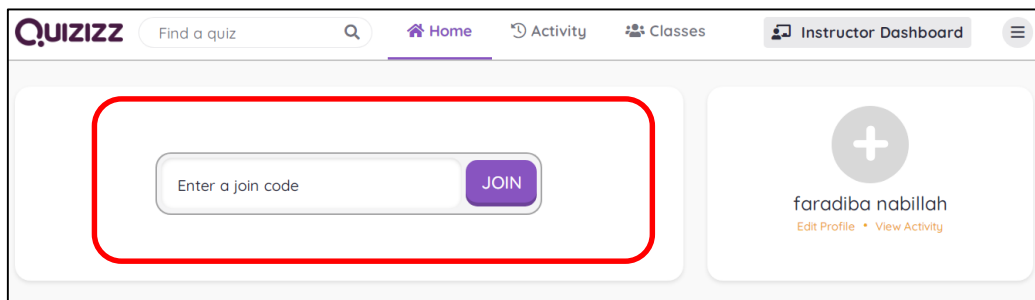 QUIZIZZ Find a quiz Home Activity Classes Instructor Dashboard
Enter a join code JOIN
faradiba nabillah
Edit Profile • View Activity